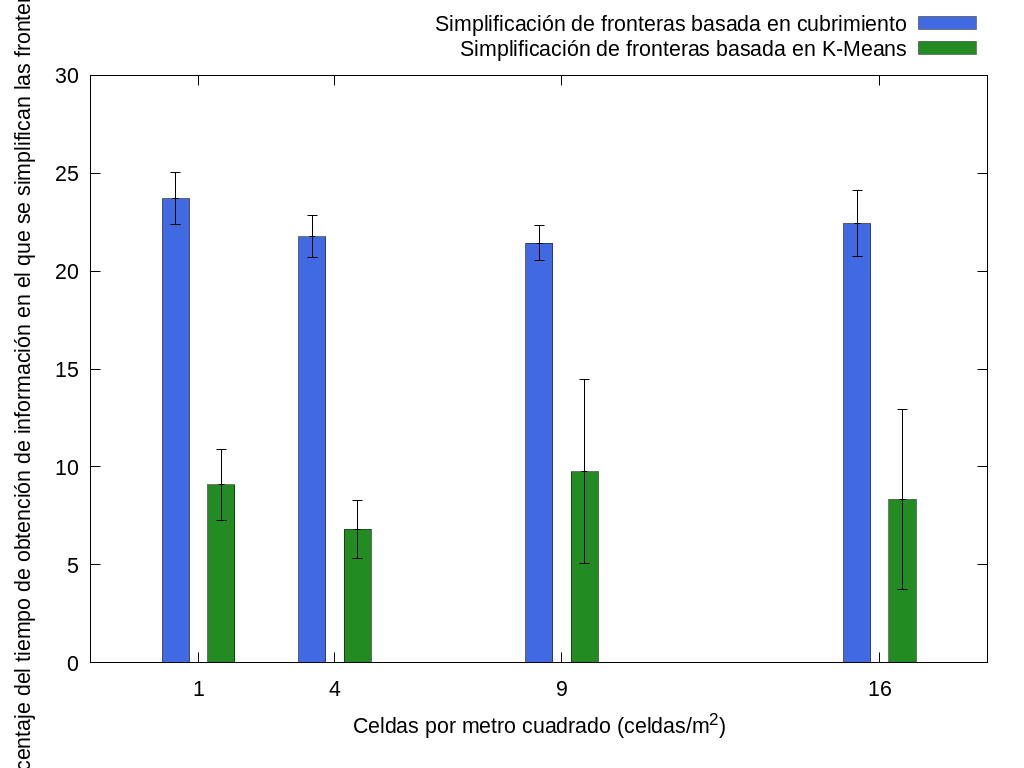 Simplificación de fronteras basada en cubrimiento
Simplificación de fronteras basada en K-Means
30
25
20
15
10
5
0
centaje del tiempo de obtención de información en el que se simplifican las fronter
1 4 9 16
Celdas por metro cuadrado (celdas/m²)